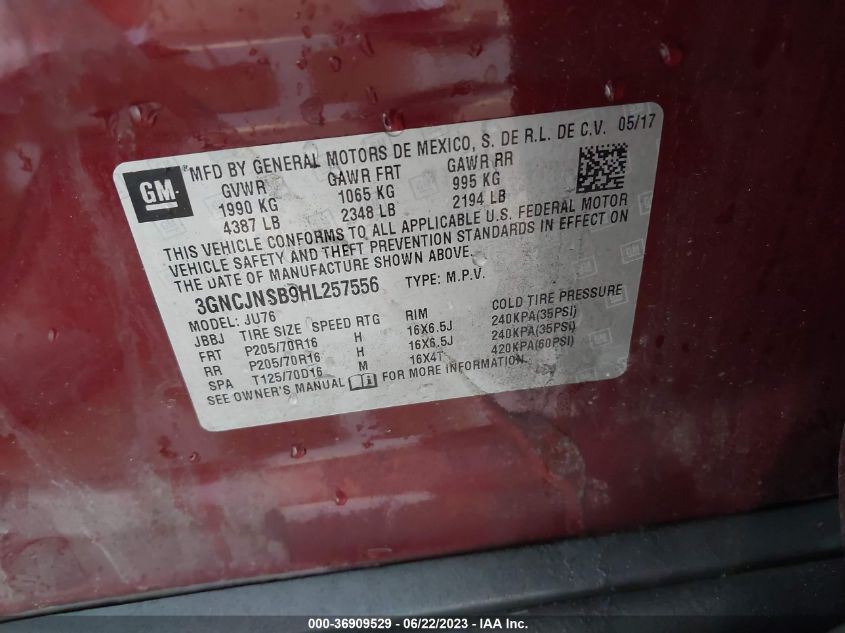 GM
MFD BY GENERAL MOTORS DE MEXICO, S. DE R.L. DE C.V. 05/17
GVWR GAWR FRT GAWR RR
1990 KG 1065 KG 995 KG
4387 LB 2348 LB 2194 LB
THIS VEHICLE CONFORMS TO ALL APPLICABLE U.S. FEDERAL MOTOR
VEHICLE SAFETY AND THEFT PREVENTION STANDARDS IN EFFECT ON
THE DATE OF MANUFACTURE SHOWN ABOVE.
3GNCJNSB9HL257556 TYPE: M.P.V.
MODEL: JU76
JBBJ TIRE SIZE SPEED RTG RIM COLD TIRE PRESSURE
FRT P205/70R16 H 16X6.5J 240KPA(35PSI)
RR P205/70R16 H 16X6.5J 240KPA(35PSI)
SPA T125/70D16 M 16X4T 420KPA(60PSI)
SEE OWNER'S MANUAL FOR MORE INFORMATION
000-36909529 - 06/22/2023 - IAA Inc.